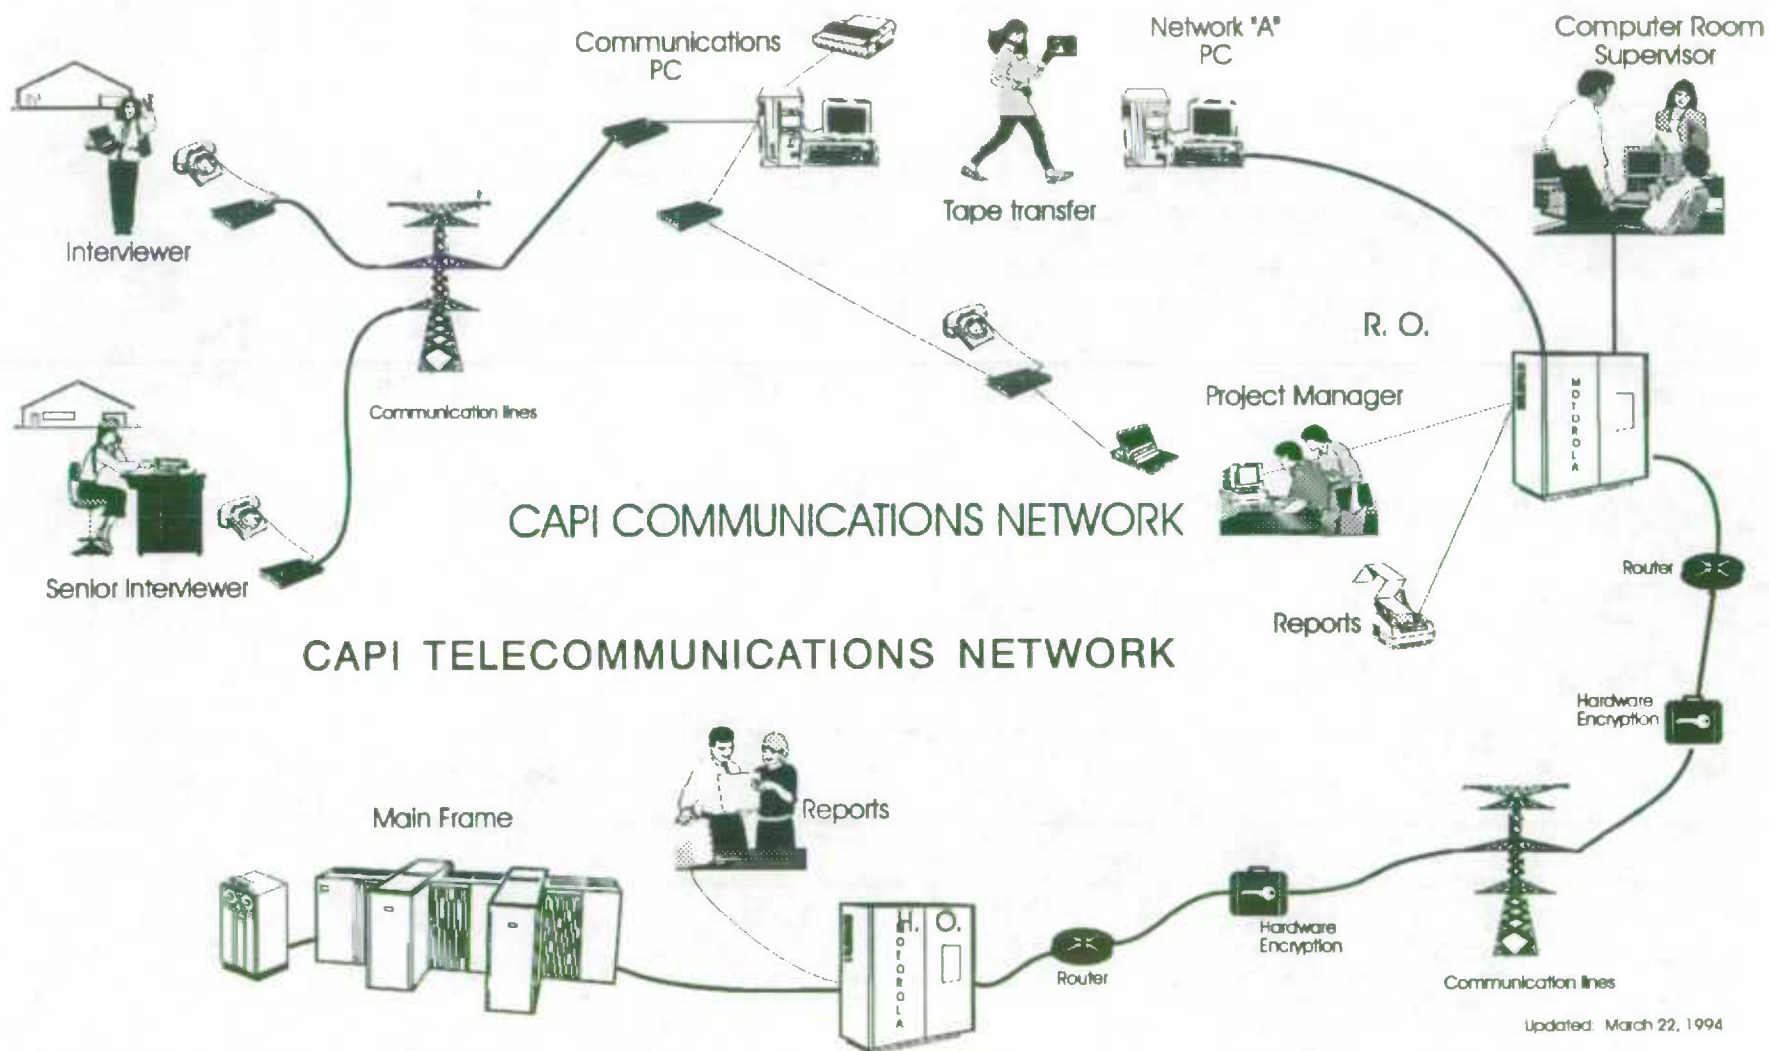 Communications
PC
Network "A"
PC
Computer Room
Supervisor
Interviewer
Tape transfer
R. O.
MOTOROLA
Project Manager
Communication lines
CAPI COMMUNICATIONS NETWORK
Senior Interviewer
Router
Reports
CAPI TELECOMMUNICATIONS NETWORK
Hardware
Encryption
Main Frame
Reports
H. O.
MOTOROLA
Router
Hardware
Encryption
Communication lines
Updated: March 22, 1994